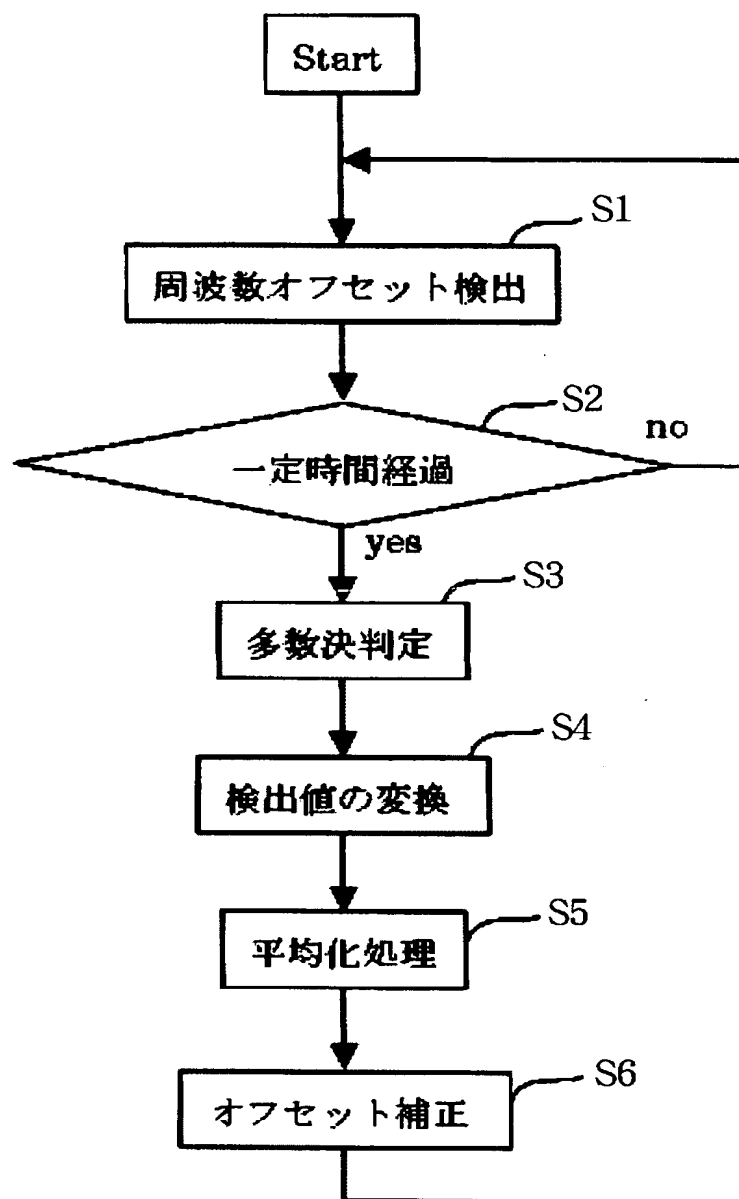 Start
S1
周波数オフセット検出
S2
no
一定時間経過
yes
S3
多数決判定
S4
検出値の変換
S5
平均化処理
S6
オフセット補正